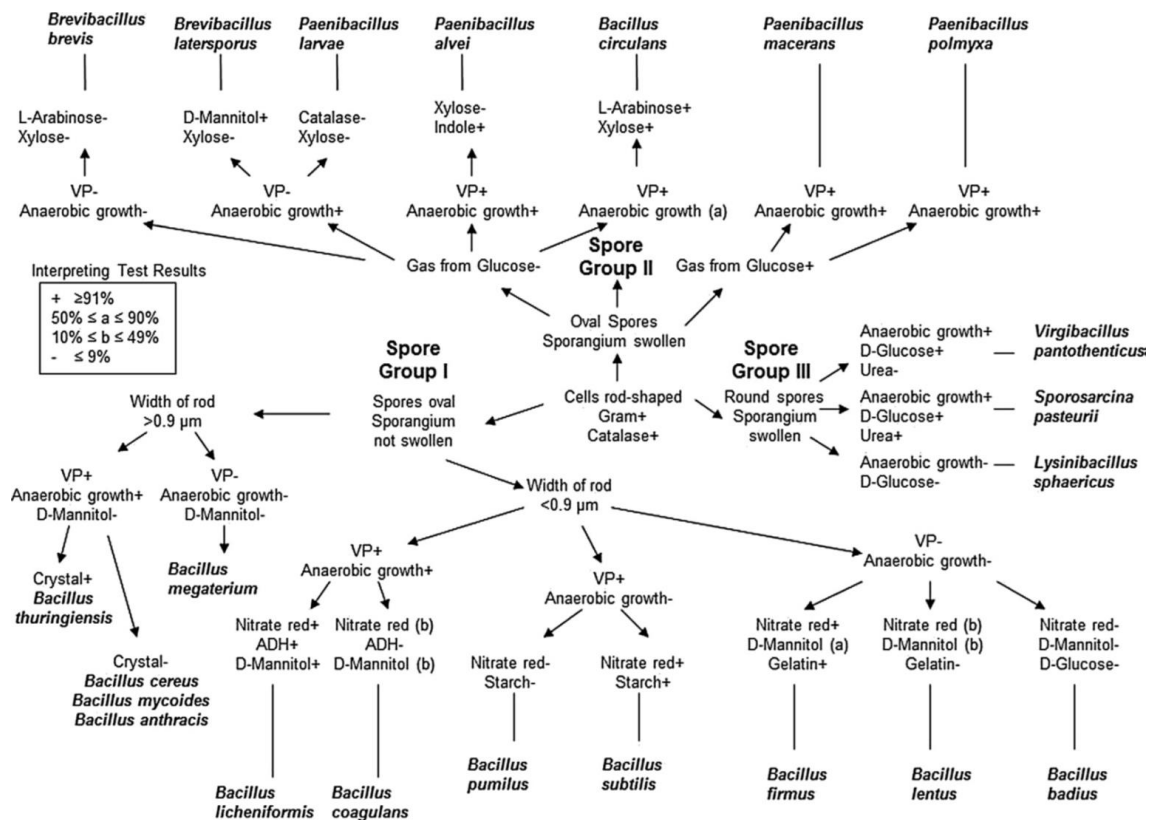 Brevibacillus
brevis
Brevibacillus
latersporus
Paenibacillus
larvae
Paenibacillus
alvei
Bacillus
circulans
Paenibacillus
macerans
Paenibacillus
polmyxa
L-Arabinose-
Xylose-
D-Mannitol+
Xylose-
Catalase-
Xylose-
Xylose-
Indole+
L-Arabinose+
Xylose+
VP-
Anaerobic growth-
VP-
Anaerobic growth+
VP+
Anaerobic growth+
VP+
Anaerobic growth (a)
VP+
Anaerobic growth+
VP+
Anaerobic growth+
Gas from Glucose-
Spore
Group II
Gas from Glucose+
Interpreting Test Results
+ ≥91%
50% ≤ a ≤ 90%
10% ≤ b ≤ 49%
- ≤ 9%
Oval Spores
Sporangium swollen
Spore
Group I
Spores oval
Sporangium
not swollen
Cells rod-shaped
Gram+
Catalase+
Spore
Group III
Round spores
Sporangium
swollen
Anaerobic growth+
D-Glucose+
Urea-
Virgibacillus
pantothenticus
Anaerobic growth+
D-Glucose+
Urea+
Sporosarcina
pasteurii
Anaerobic growth-
D-Glucose-
Lysinibacillus
sphaericus
Width of rod
>0.9 µm
VP+
Anaerobic growth+
D-Mannitol-
VP-
Anaerobic growth-
D-Mannitol-
Width of rod
<0.9 µm
Crystal+
Bacillus
thuringiensis
Bacillus
megaterium
Crystal-
Bacillus cereus
Bacillus mycoides
Bacillus anthracis
VP+
Anaerobic growth+
VP+
Anaerobic growth-
VP-
Anaerobic growth-
Nitrate red+
ADH+
D-Mannitol+
Nitrate red (b)
ADH-
D-Mannitol (b)
Nitrate red-
Starch-
Nitrate red+
Starch+
Nitrate red+
D-Mannitol (a)
Gelatin+
Nitrate red (b)
D-Mannitol (b)
Gelatin-
Nitrate red-
D-Mannitol-
D-Glucose-
Bacillus
licheniformis
Bacillus
coagulans
Bacillus
pumilus
Bacillus
subtilis
Bacillus
firmus
Bacillus
lentus
Bacillus
badius